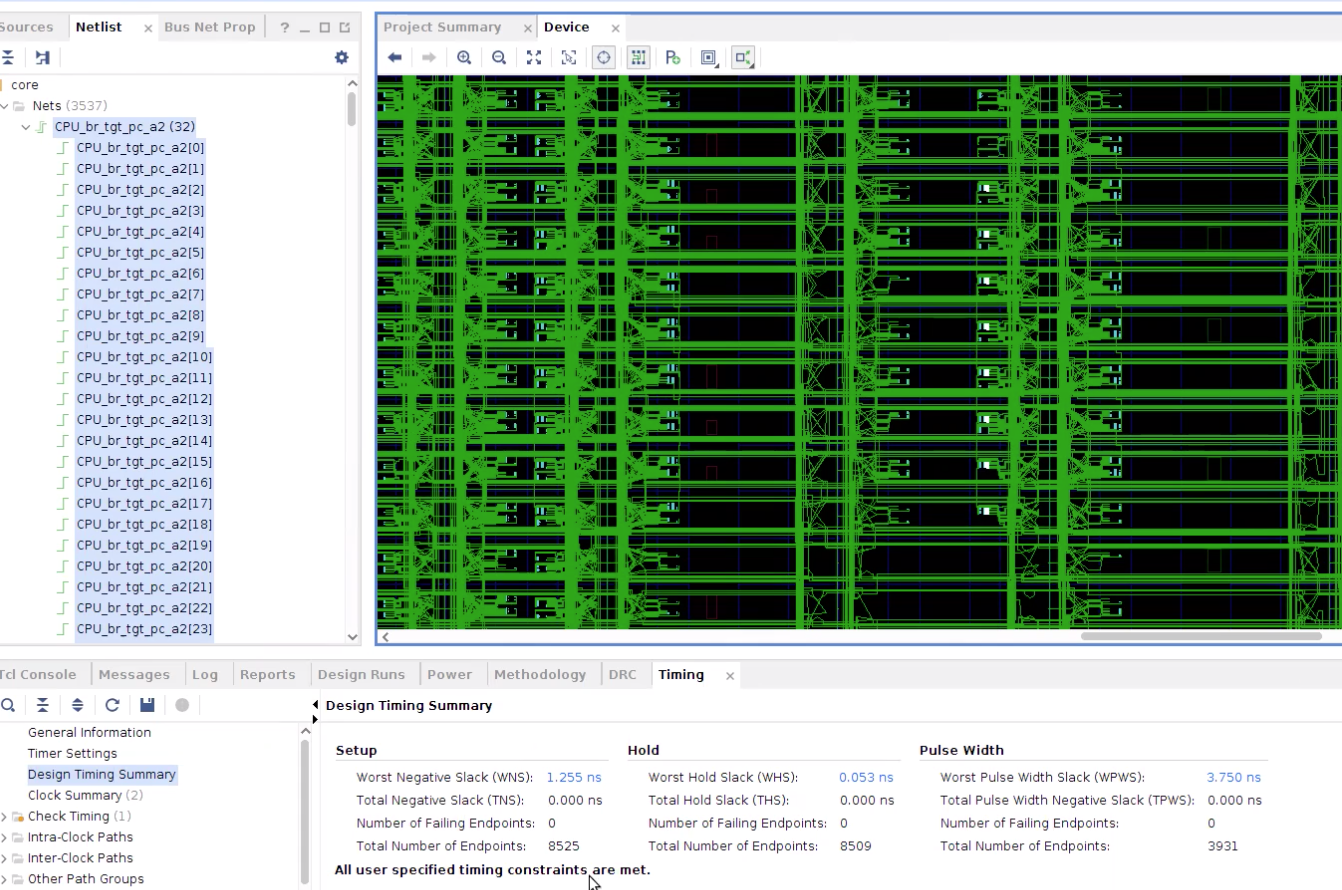 Sources Netlist × Bus Net Prop ? _
core
Nets (3537)
CPU_br_tgt_pc_a2 (32)
CPU_br_tgt_pc_a2[0]
CPU_br_tgt_pc_a2[1]
CPU_br_tgt_pc_a2[2]
CPU_br_tgt_pc_a2[3]
CPU_br_tgt_pc_a2[4]
CPU_br_tgt_pc_a2[5]
CPU_br_tgt_pc_a2[6]
CPU_br_tgt_pc_a2[7]
CPU_br_tgt_pc_a2[8]
CPU_br_tgt_pc_a2[9]
CPU_br_tgt_pc_a2[10]
CPU_br_tgt_pc_a2[11]
CPU_br_tgt_pc_a2[12]
CPU_br_tgt_pc_a2[13]
CPU_br_tgt_pc_a2[14]
CPU_br_tgt_pc_a2[15]
CPU_br_tgt_pc_a2[16]
CPU_br_tgt_pc_a2[17]
CPU_br_tgt_pc_a2[18]
CPU_br_tgt_pc_a2[19]
CPU_br_tgt_pc_a2[20]
CPU_br_tgt_pc_a2[21]
CPU_br_tgt_pc_a2[22]
CPU_br_tgt_pc_a2[23]
Project Summary × Device ×
Tcl Console Messages Log Reports Design Runs Power Methodology DRC Timing ×
General Information
Timer Settings
Design Timing Summary
Clock Summary (2)
Check Timing (1)
Intra-Clock Paths
Inter-Clock Paths
Other Path Groups
Design Timing Summary
Setup Hold Pulse Width
Worst Negative Slack (WNS): 1.255 ns Worst Hold Slack (WHS): 0.053 ns Worst Pulse Width Slack (WPWS): 3.750 ns
Total Negative Slack (TNS): 0.000 ns Total Hold Slack (THS): 0.000 ns Total Pulse Width Negative Slack (TPWS): 0.000 ns
Number of Failing Endpoints: 0 Number of Failing Endpoints: 0 Number of Failing Endpoints: 0
Total Number of Endpoints: 8525 Total Number of Endpoints: 8509 Total Number of Endpoints: 3931
All user specified timing constraints are met.